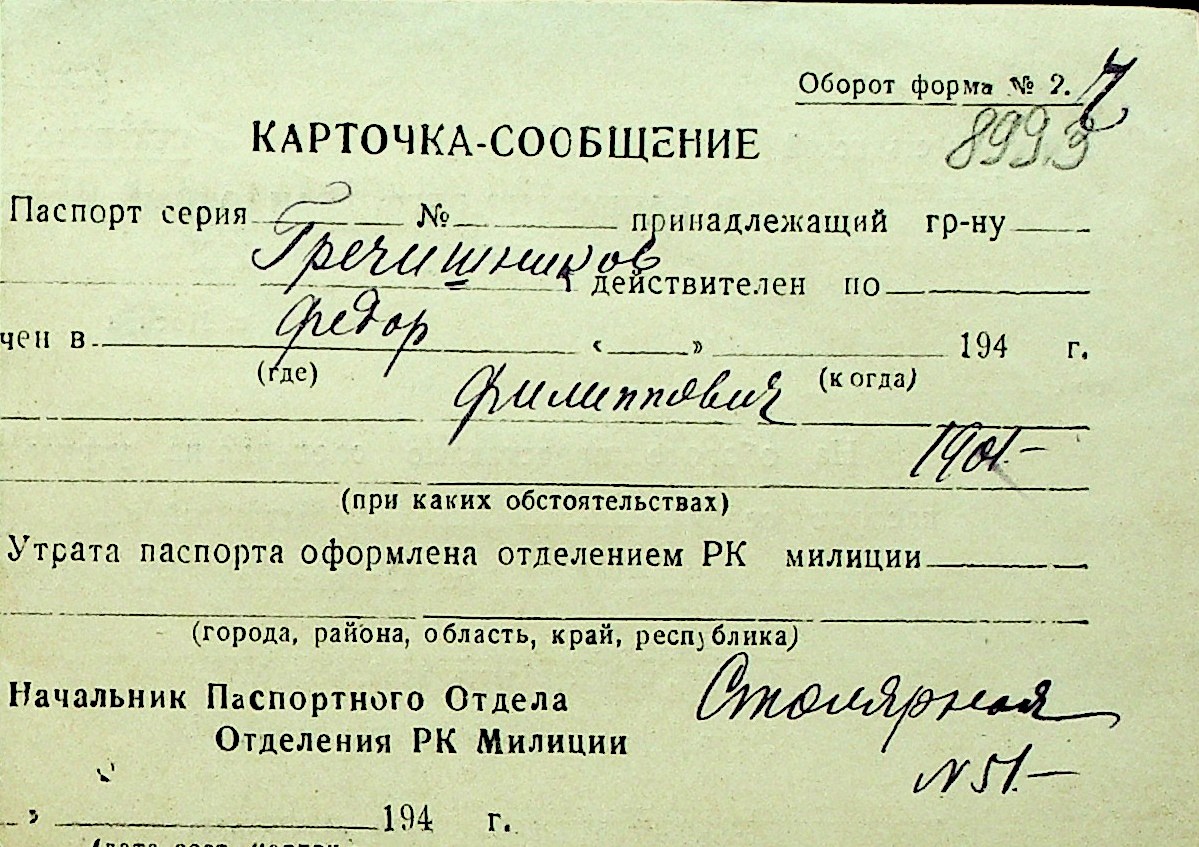 Оборот форма № 2.
8993
КАРТОЧКА-СООБЩЕНИЕ
Паспорт серия № принадлежащий гр-ну
Гречишников
действителен по
Федор
чен в « » 194 г.
(где) (когда)
Филиппович
1901-
(при каких обстоятельствах)
Утрата паспорта оформлена отделением РК милиции
(города, района, область, край, республика)
Начальник Паспортного Отдела
Столярная
Отделения РК Милиции
N 51.-
» 194 г.